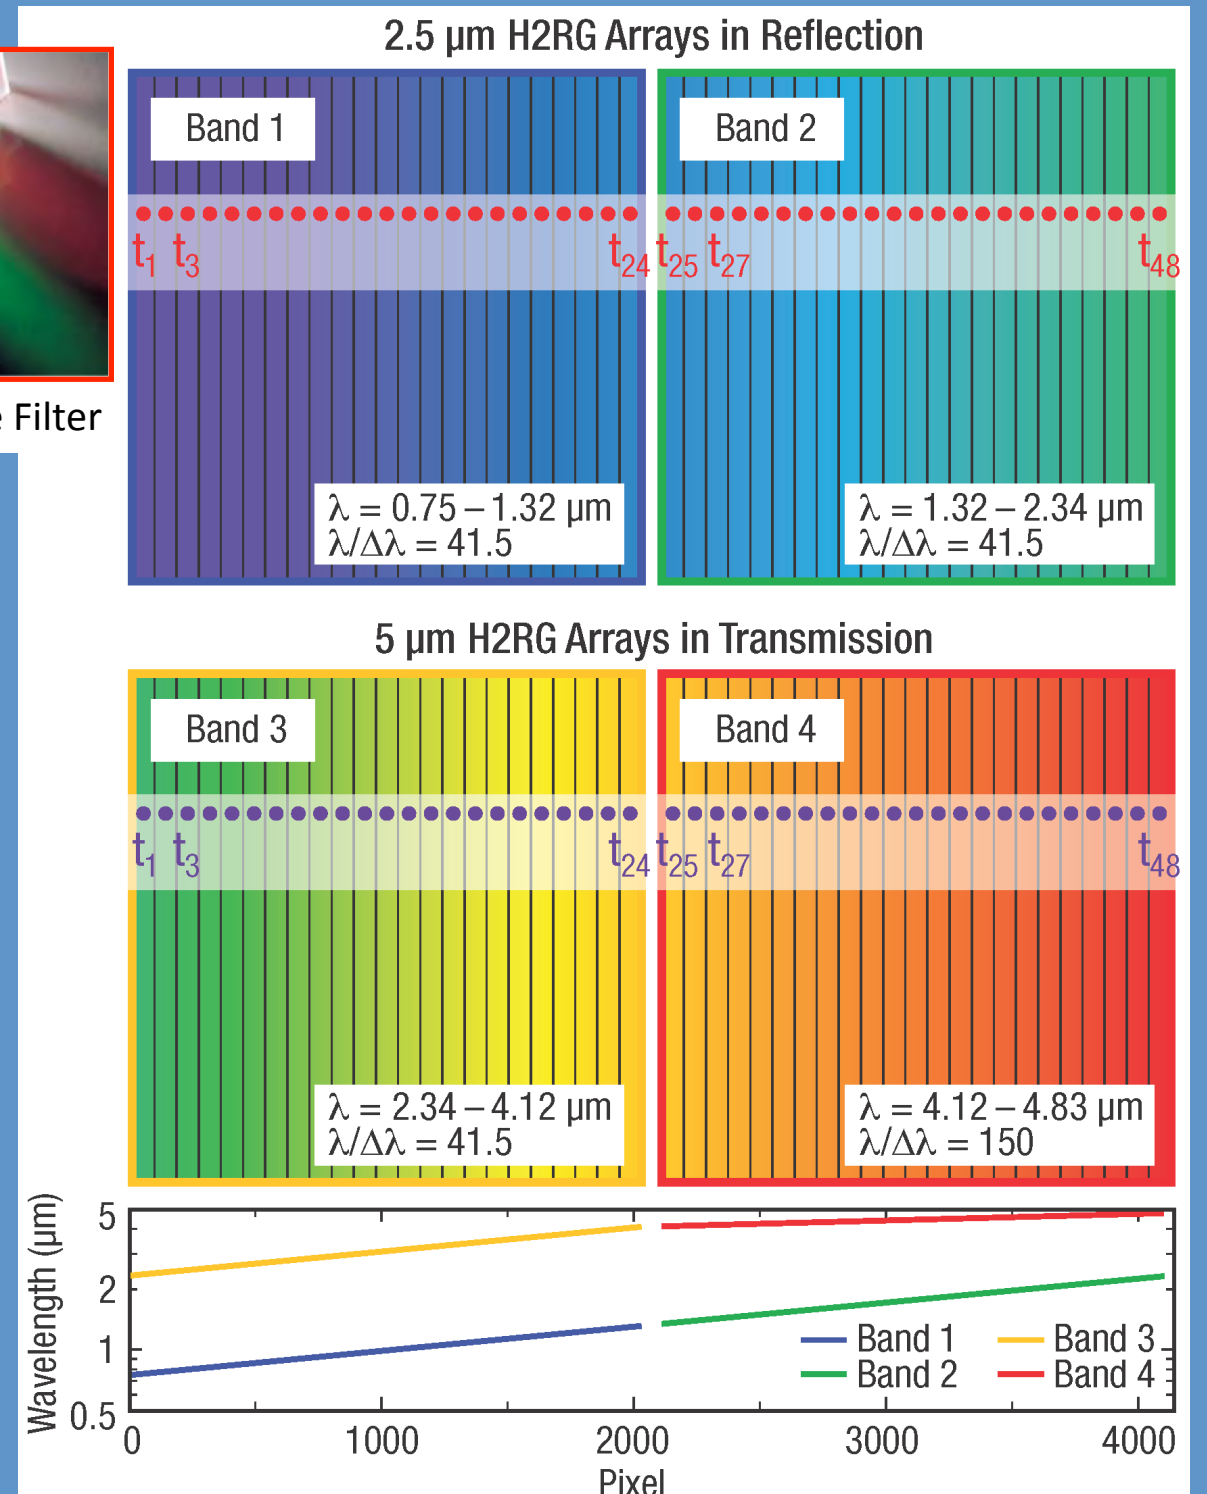 2.5 µm H2RG Arrays in Reflection
Band 1
Band 2
t1 t3 t24 t25 t27 t48
λ = 0.75 – 1.32 µm
λ/Δλ = 41.5
λ = 1.32 – 2.34 µm
λ/Δλ = 41.5
Filter
5 µm H2RG Arrays in Transmission
Band 3
Band 4
t1 t3 t24 t25 t27 t48
λ = 2.34 – 4.12 µm
λ/Δλ = 41.5
λ = 4.12 – 4.83 µm
λ/Δλ = 150
Wavelength (µm)
5
2
1
0.5
Band 1 Band 3
Band 2 Band 4
0 1000 2000 3000 4000
Pixel